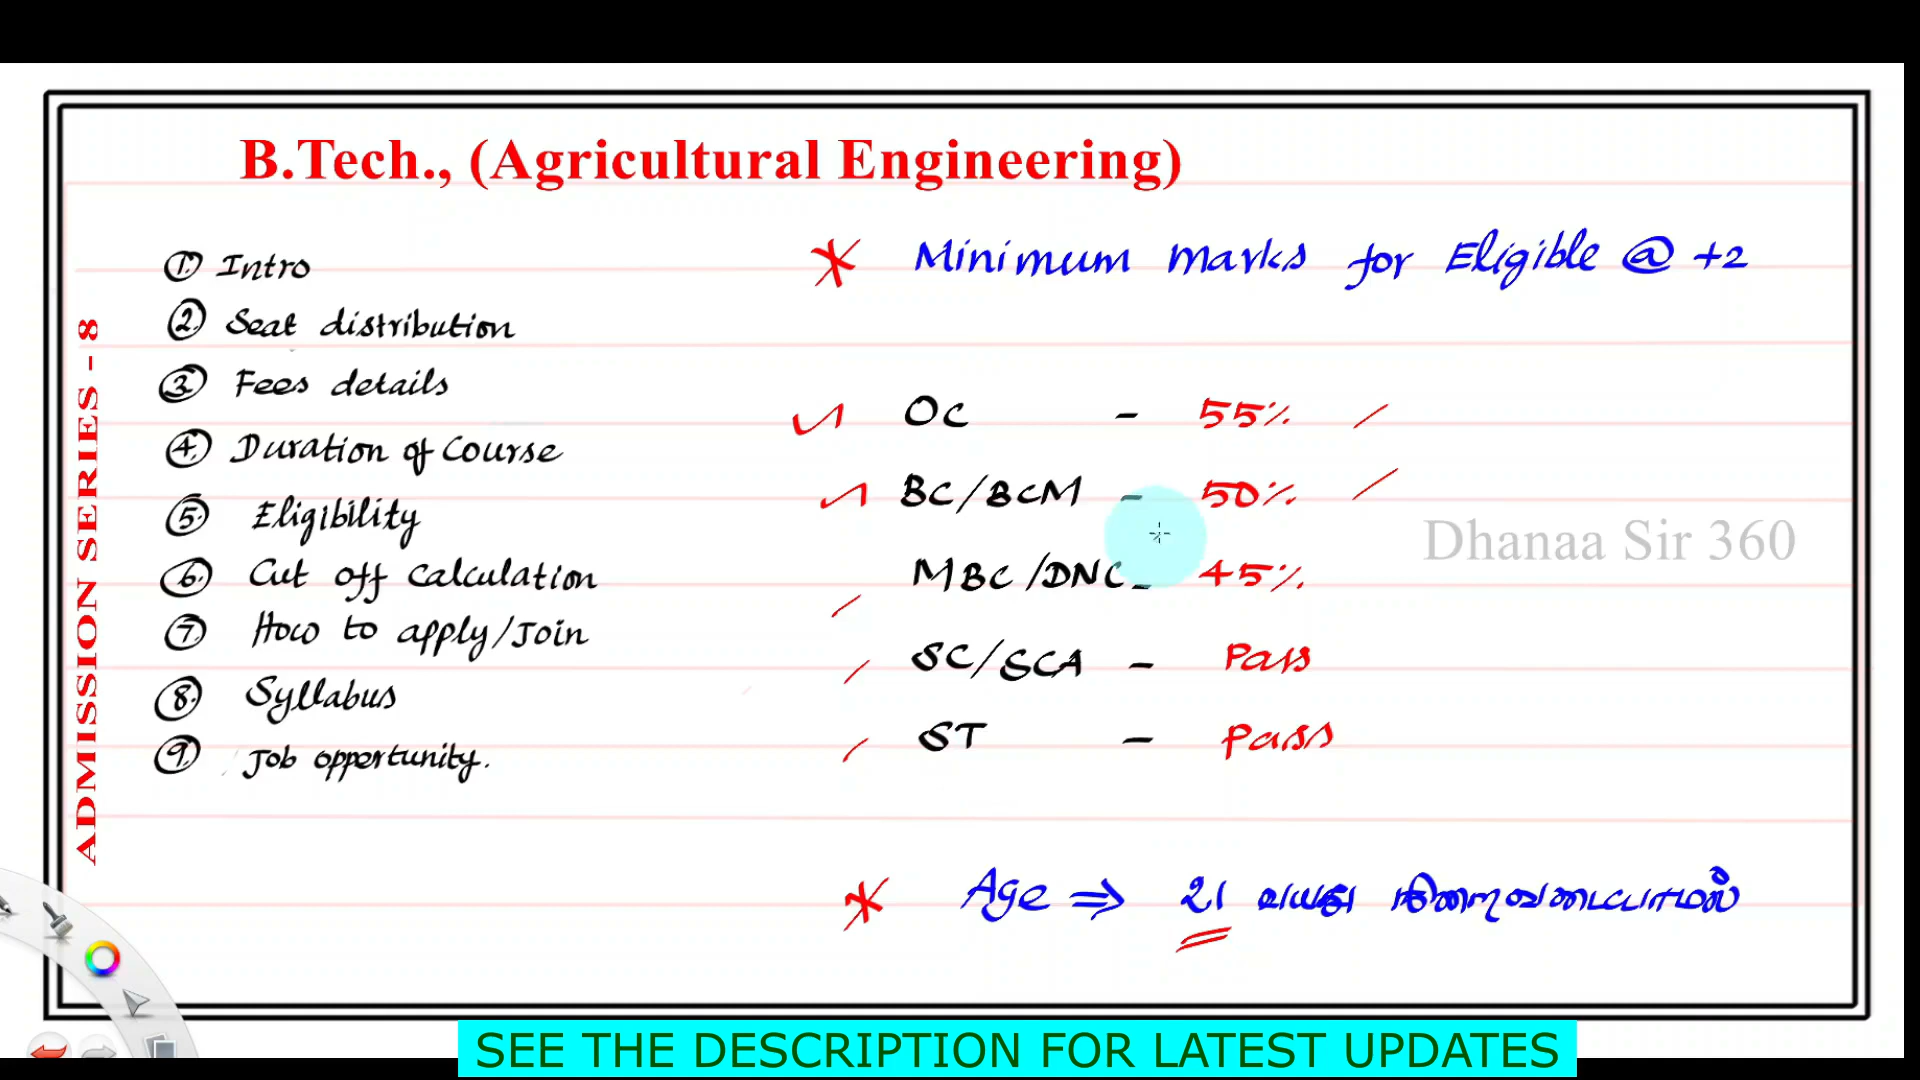 B.Tech., (Agricultural Engineering)
ADMISSION SERIES - 8
① Intro
② Seat distribution
③ Fees details
④ Duration of Course
⑤ Eligibility
⑥ Cut off calculation
⑦ How to apply/Join
⑧ Syllabus
⑨ Job opportunity.
* Minimum marks for Eligible @ +2
OC - 55%
BC/BCM - 50%
MBC/DNC - 45%
SC/SCA - Pass
ST - Pass
* Age ⇒ 21 வயது நிறைவடையாமல்
Dhanaa Sir 360
SEE THE DESCRIPTION FOR LATEST UPDATES